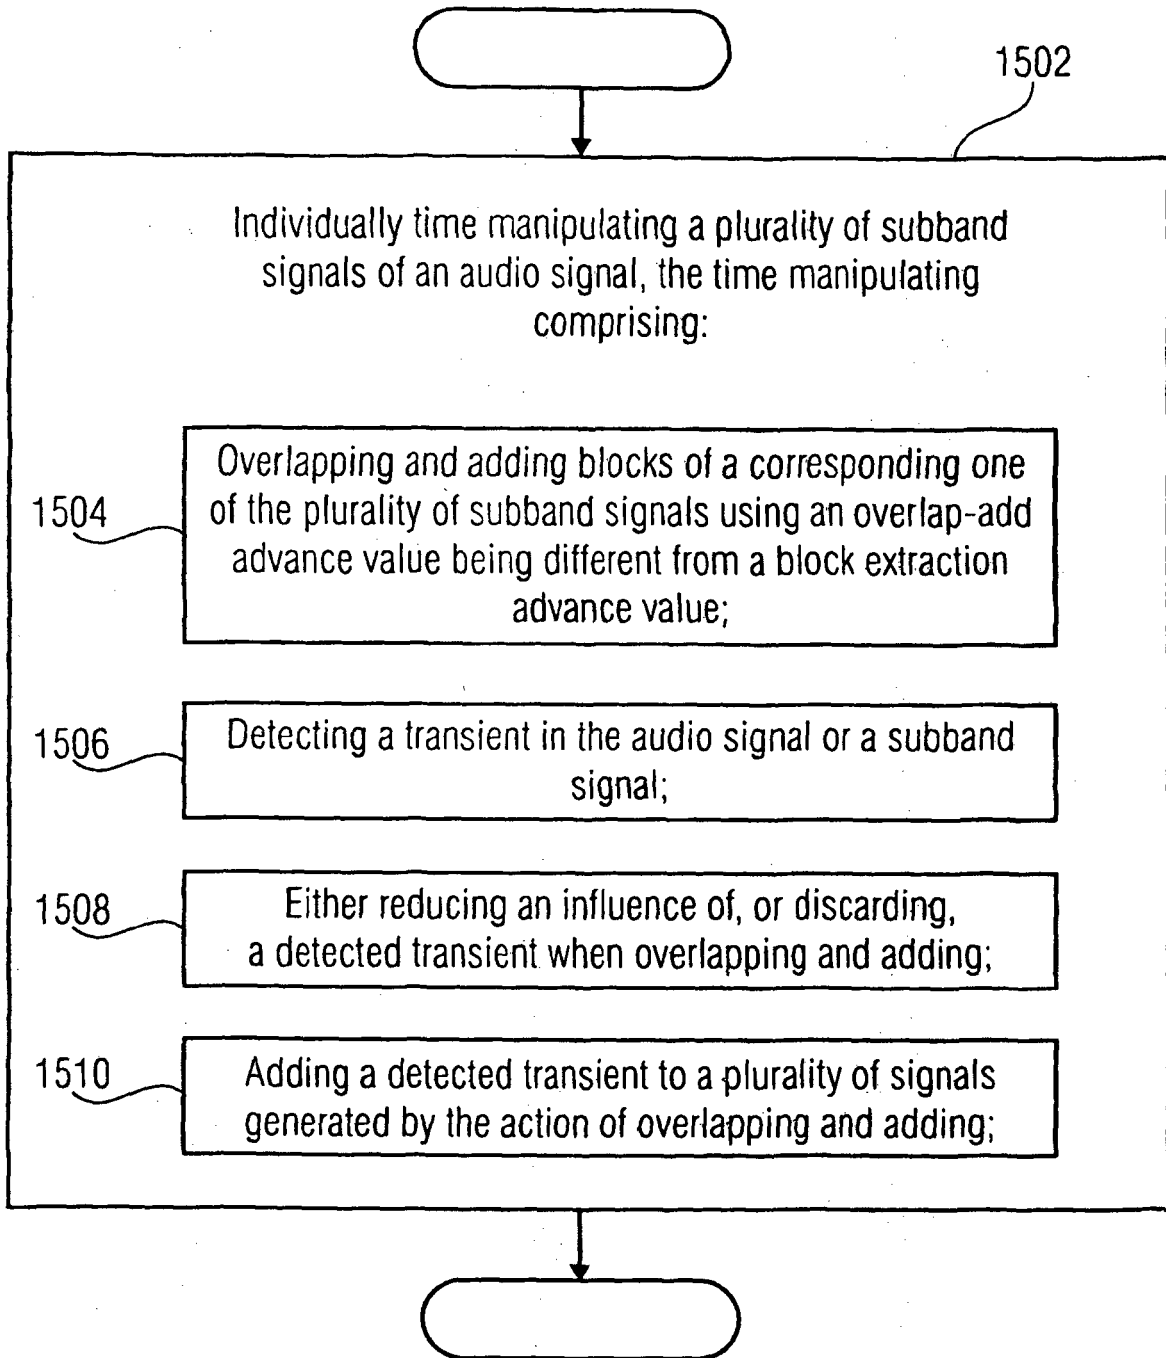 1502
Individually time manipulating a plurality of subband
signals of an audio signal, the time manipulating
comprising:
1504
Overlapping and adding blocks of a corresponding one
of the plurality of subband signals using an overlap-add
advance value being different from a block extraction
advance value;
1506
Detecting a transient in the audio signal or a subband
signal;
1508
Either reducing an influence of, or discarding,
a detected transient when overlapping and adding;
1510
Adding a detected transient to a plurality of signals
generated by the action of overlapping and adding;